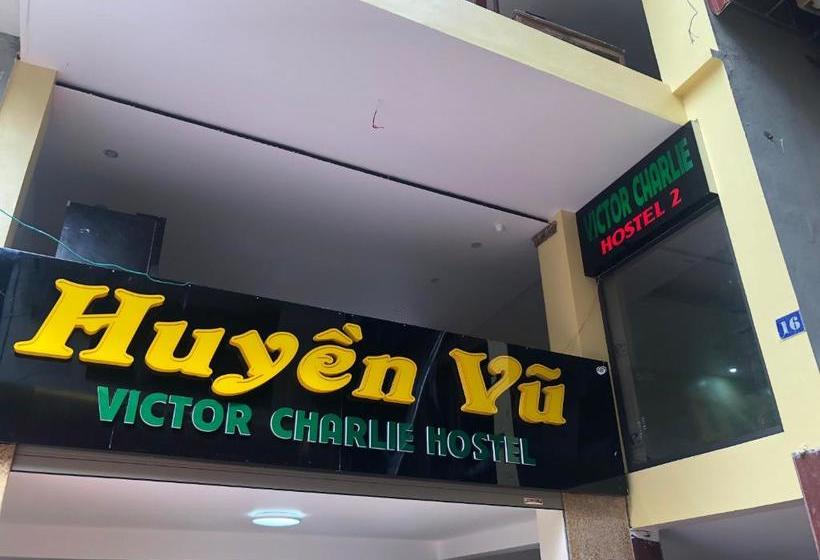 Huyền Vũ
VICTOR CHARLIE HOSTEL
VICTOR CHARLIE
HOSTEL 2
16